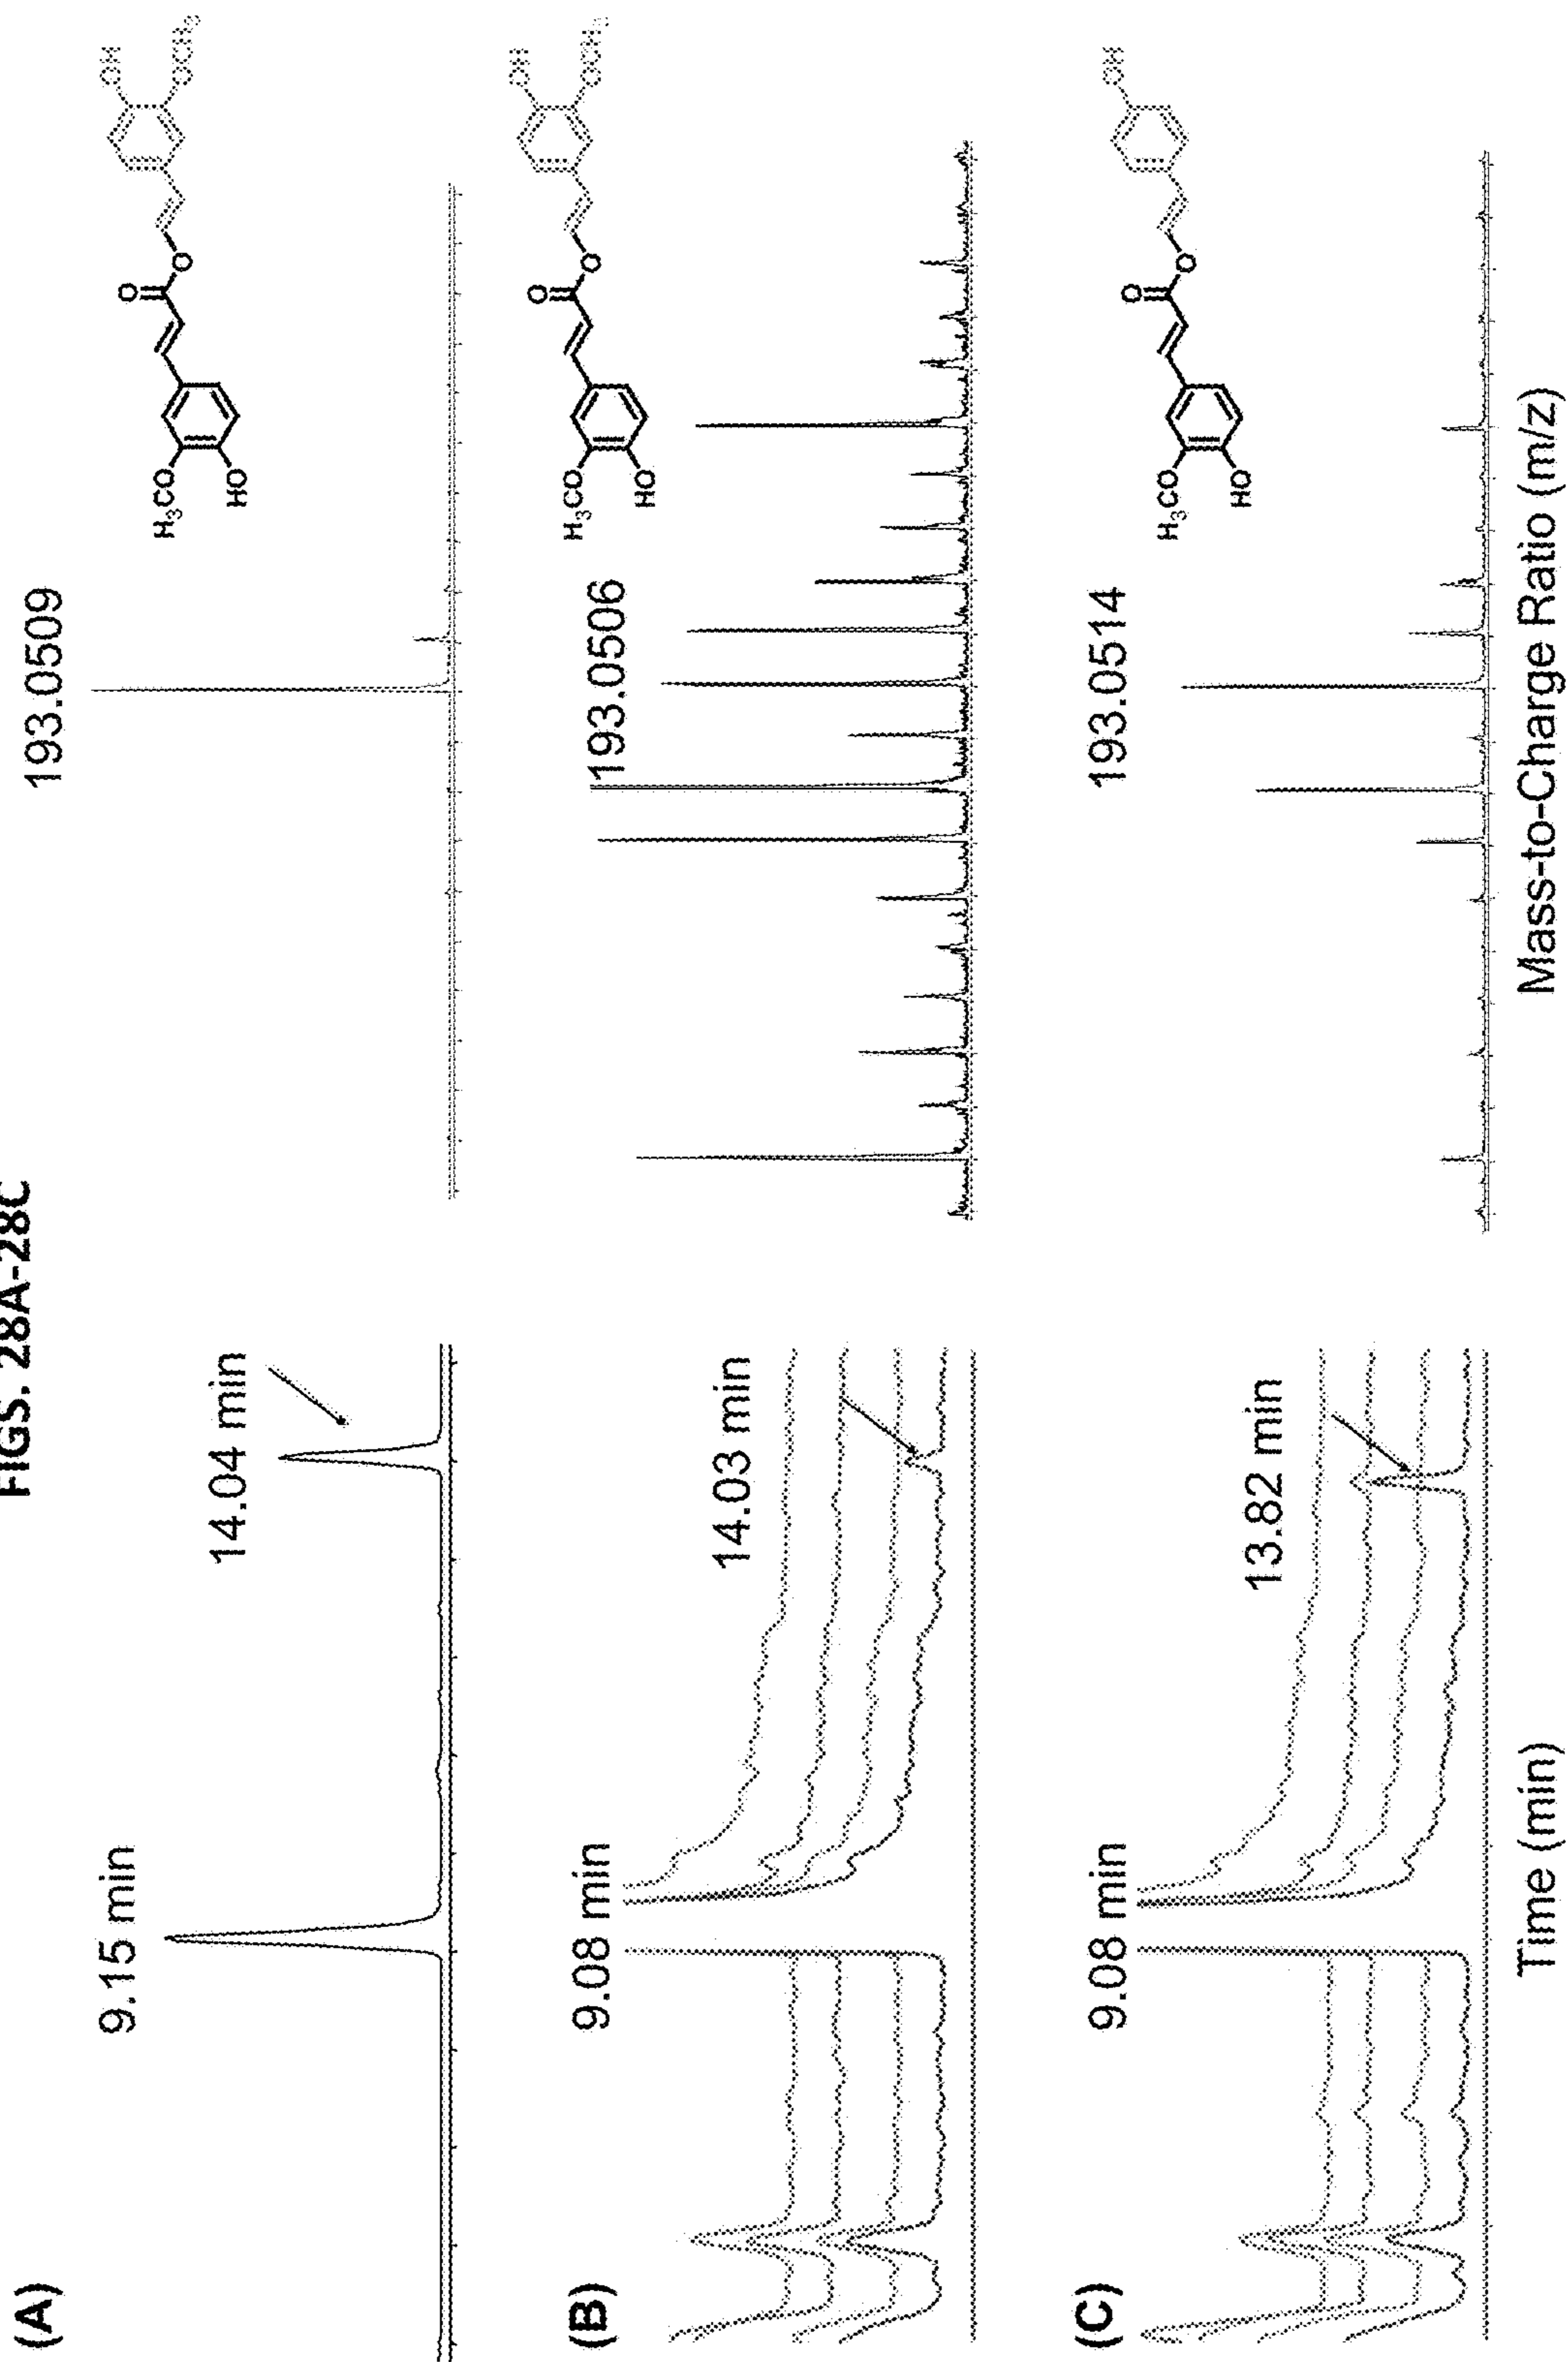 FIGS. 28A-28C
(A)
9.15 min
14.04 min
193.0509
H₃CO
HO
O
O
OH
OCH₃
(B)
9.08 min
14.03 min
193.0506
H₃CO
HO
O
O
OH
OCH₃
(C)
9.08 min
13.82 min
193.0514
H₃CO
HO
O
O
OH
Time (min)
Mass-to-Charge Ratio (m/z)